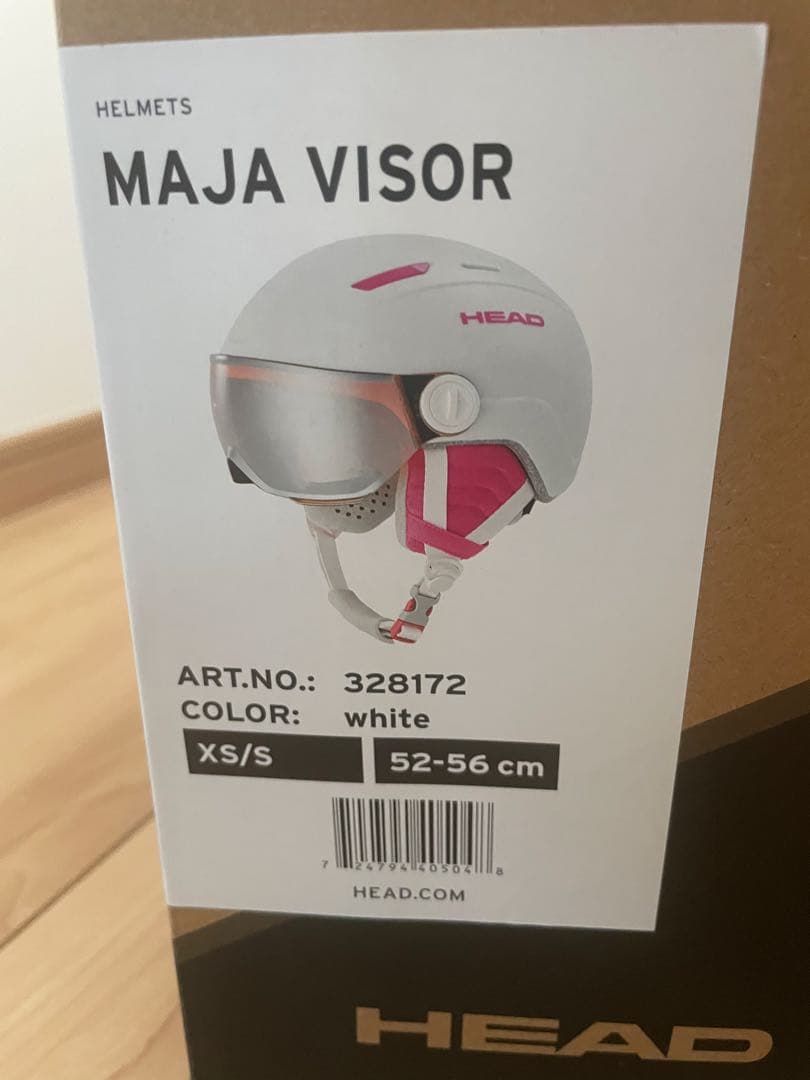 HELMETS
MAJA VISOR
HEAD
ART.NO.: 328172
COLOR: white
XS/S 52-56 cm
7 24794 40504 8
HEAD.COM
HEAD